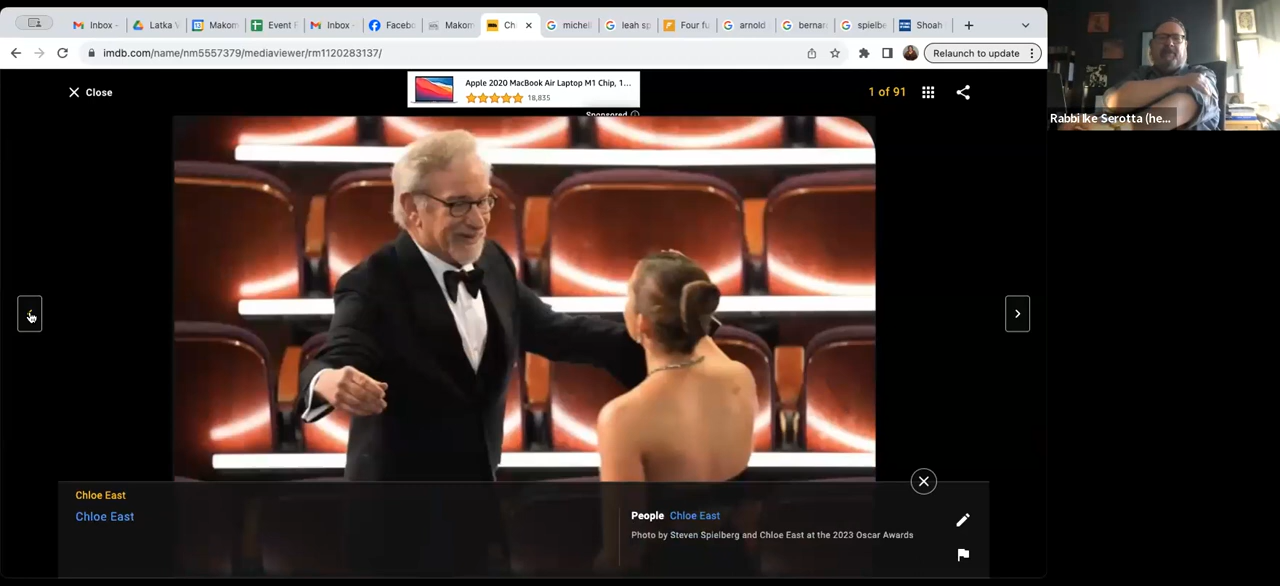 Inbox -
Latka
Makom
Event F
Inbox -
Facebo
Makom
Ch
michell
leah sp
Four fu
arnold
bernar
spielbe
Shoah
imdb.com/name/nm5557379/mediaviewer/rm1120283137/
Relaunch to update
Close
Apple 2020 MacBook Air Laptop M1 Chip, 1...
18,835
Sponsored
1 of 91
Rabbi Ike Serotta (he...
Chloe East
Chloe East
People Chloe East
Photo by Steven Spielberg and Chloe East at the 2023 Oscar Awards